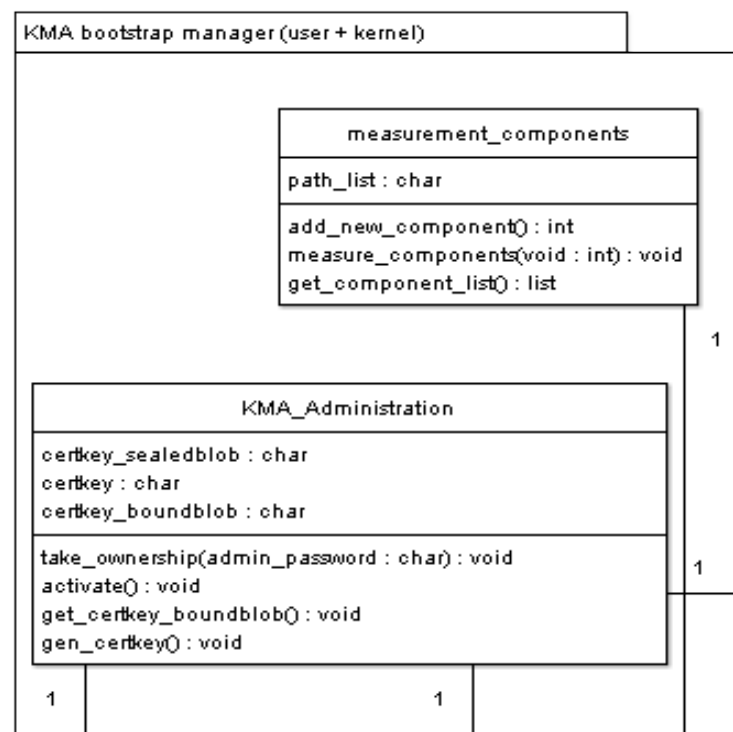 KMA bootstrap manager (user + kernel)
measurement_components
path_list : char
add_new_component() : int
measure_components(void : int) : void
get_component_list() : list
1
KMA_Administration
certkey_sealedblob : char
certkey : char
certkey_boundblob : char
take_ownership(admin_password : char) : void
activate() : void
get_certkey_boundblob() : void
gen_certkey() : void
1
1
1